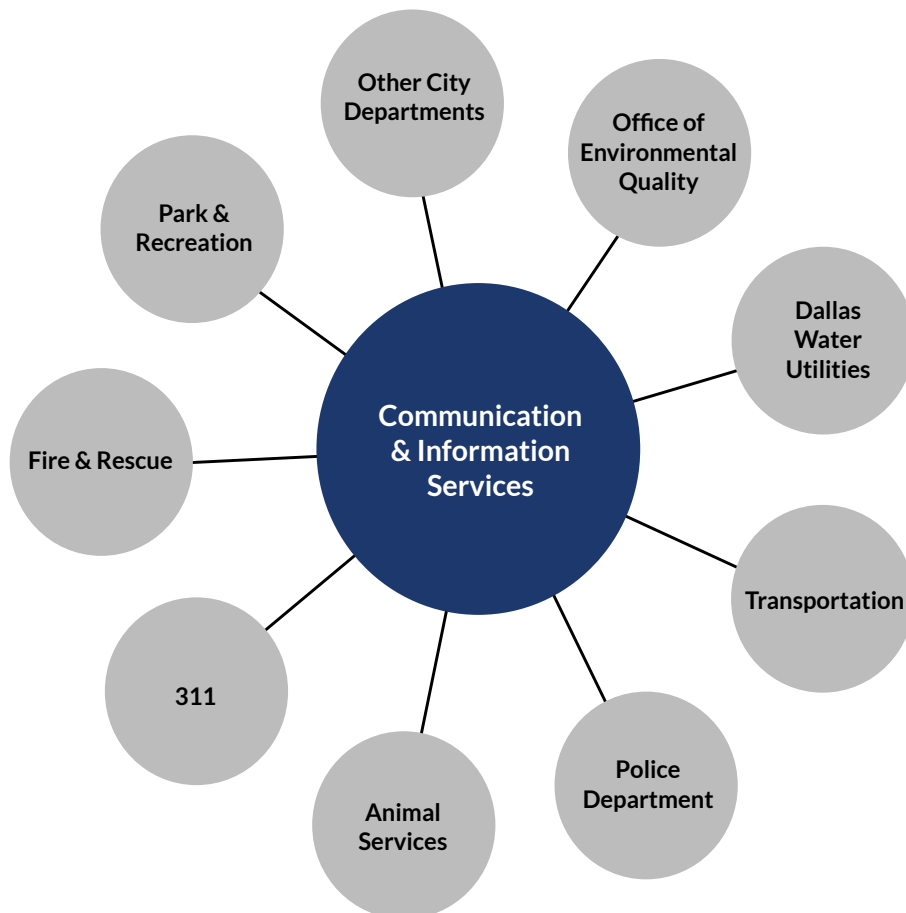 Other City
Departments
Office of
Environmental
Quality
Park &
Recreation
Dallas
Water
Utilities
Communication
& Information
Services
Fire & Rescue
Transportation
311
Police
Department
Animal
Services